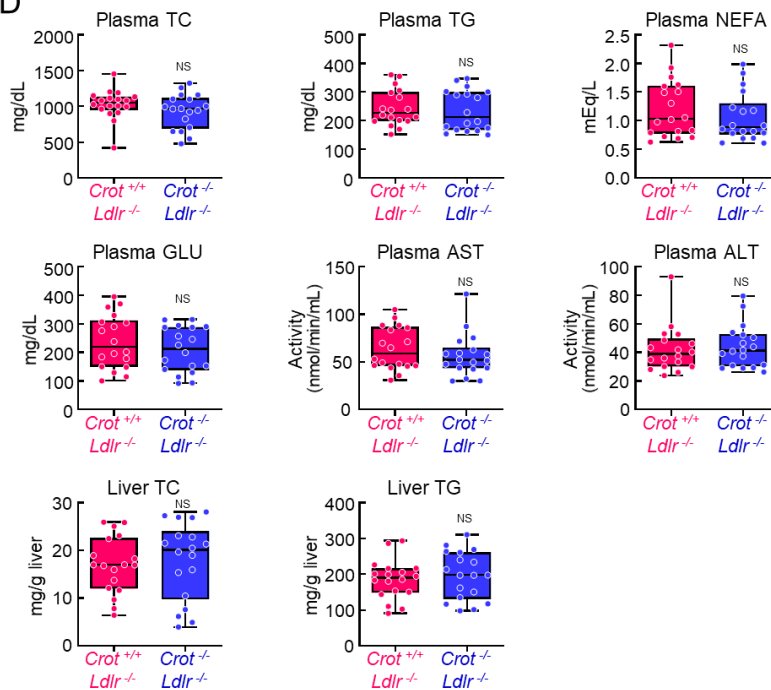 D
Plasma TC
mg/dL
2000
1500
1000
500
0
NS
Crot +/+
Ldlr -/-
Crot -/-
Ldlr -/-
Plasma TG
mg/dL
500
400
300
200
100
0
NS
Crot +/+
Ldlr -/-
Crot -/-
Ldlr -/-
Plasma NEFA
mEq/L
2.5
2.0
1.5
1.0
0.5
0.0
NS
Crot +/+
Ldlr -/-
Crot -/-
Ldlr -/-
Plasma GLU
mg/dL
500
400
300
200
100
0
NS
Crot +/+
Ldlr -/-
Crot -/-
Ldlr -/-
Plasma AST
Activity
(nmol/min/mL)
150
100
50
0
NS
Crot +/+
Ldlr -/-
Crot -/-
Ldlr -/-
Plasma ALT
Activity
(nmol/min/mL)
100
80
60
40
20
0
NS
Crot +/+
Ldlr -/-
Crot -/-
Ldlr -/-
Liver TC
mg/g liver
30
20
10
0
NS
Crot +/+
Ldlr -/-
Crot -/-
Ldlr -/-
Liver TG
mg/g liver
400
300
200
100
0
NS
Crot +/+
Ldlr -/-
Crot -/-
Ldlr -/-